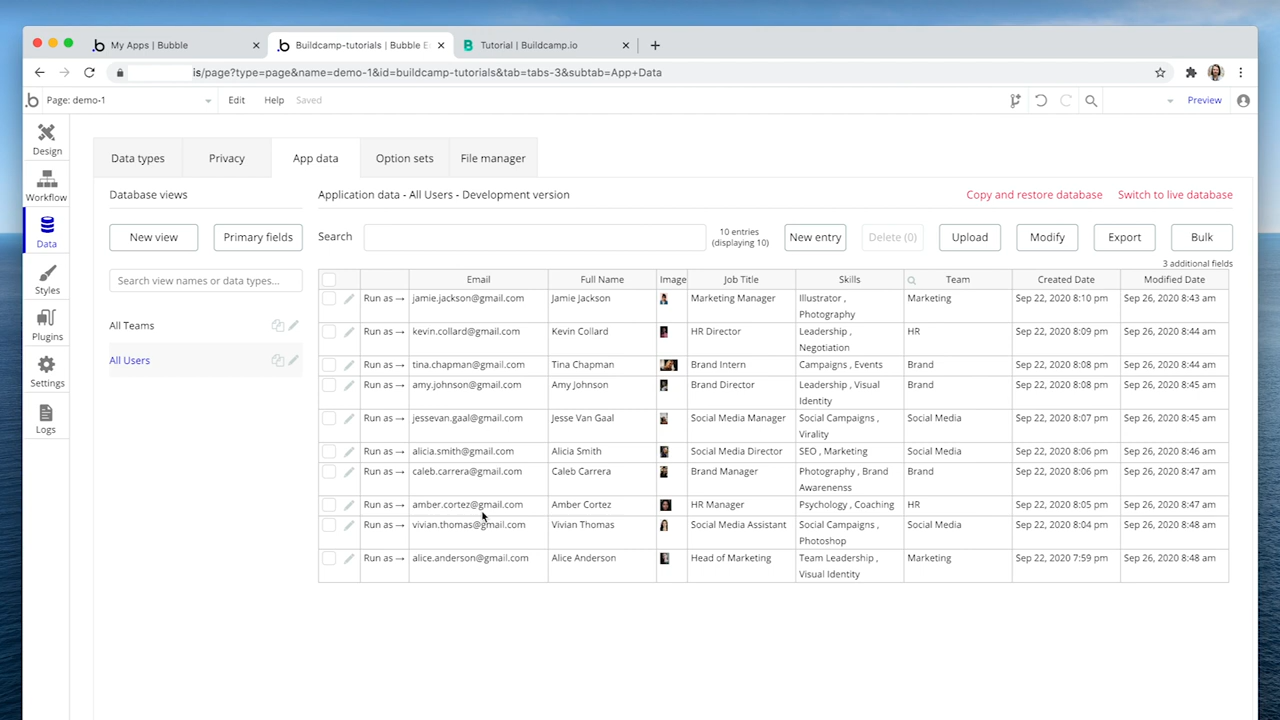 My Apps | Bubble
Buildcamp-tutorials | Bubble E
Tutorial | Buildcamp.io
is/page?type=page&name=demo-1&id=buildcamp-tutorials&tab=tabs-3&subtab=App+Data
Page: demo-1
Edit
Help
Saved
Preview
Design
Workflow
Data
Styles
Plugins
Settings
Logs
Data types
Privacy
App data
Option sets
File manager
Database views
Application data - All Users - Development version
Copy and restore database
Switch to live database
New view
Primary fields
Search
10 entries
(displaying 10)
New entry
Delete (0)
Upload
Modify
Export
Bulk
3 additional fields
Search view names or data types...
All Teams
All Users
Email Full Name Image Job Title Skills Team Created Date Modified Date
Run as → jamie.jackson@gmail.com Jamie Jackson Marketing Manager Illustrator , Marketing Sep 22, 2020 8:10 pm Sep 26, 2020 8:43 am
Photography
Run as → kevin.collard@gmail.com Kevin Collard HR Director Leadership , HR Sep 22, 2020 8:09 pm Sep 26, 2020 8:44 am
Negotiation
Run as → tina.chapman@gmail.com Tina Chapman Brand Intern Campaigns , Events Brand Sep 22, 2020 8:08 pm Sep 26, 2020 8:44 am
Run as → amy.johnson@gmail.com Amy Johnson Brand Director Leadership , Visual Brand Sep 22, 2020 8:08 pm Sep 26, 2020 8:45 am
Identity
Run as → jessevan.gaal@gmail.com Jesse Van Gaal Social Media Manager Social Campaigns , Social Media Sep 22, 2020 8:07 pm Sep 26, 2020 8:45 am
Virality
Run as → alicia.smith@gmail.com Alicia Smith Social Media Director SEO , Marketing Social Media Sep 22, 2020 8:06 pm Sep 26, 2020 8:46 am
Run as → caleb.carrera@gmail.com Caleb Carrera Brand Manager Photography , Brand Brand Sep 22, 2020 8:06 pm Sep 26, 2020 8:47 am
Awarenenss
Run as → amber.cortez@gmail.com Amber Cortez HR Manager Psychology , Coaching HR Sep 22, 2020 8:05 pm Sep 26, 2020 8:47 am
Run as → vivian.thomas@gmail.com Vivian Thomas Social Media Assistant Social Campaigns , Social Media Sep 22, 2020 8:04 pm Sep 26, 2020 8:48 am
Photoshop
Run as → alice.anderson@gmail.com Alice Anderson Head of Marketing Team Leadership , Marketing Sep 22, 2020 7:59 pm Sep 26, 2020 8:48 am
Visual Identity